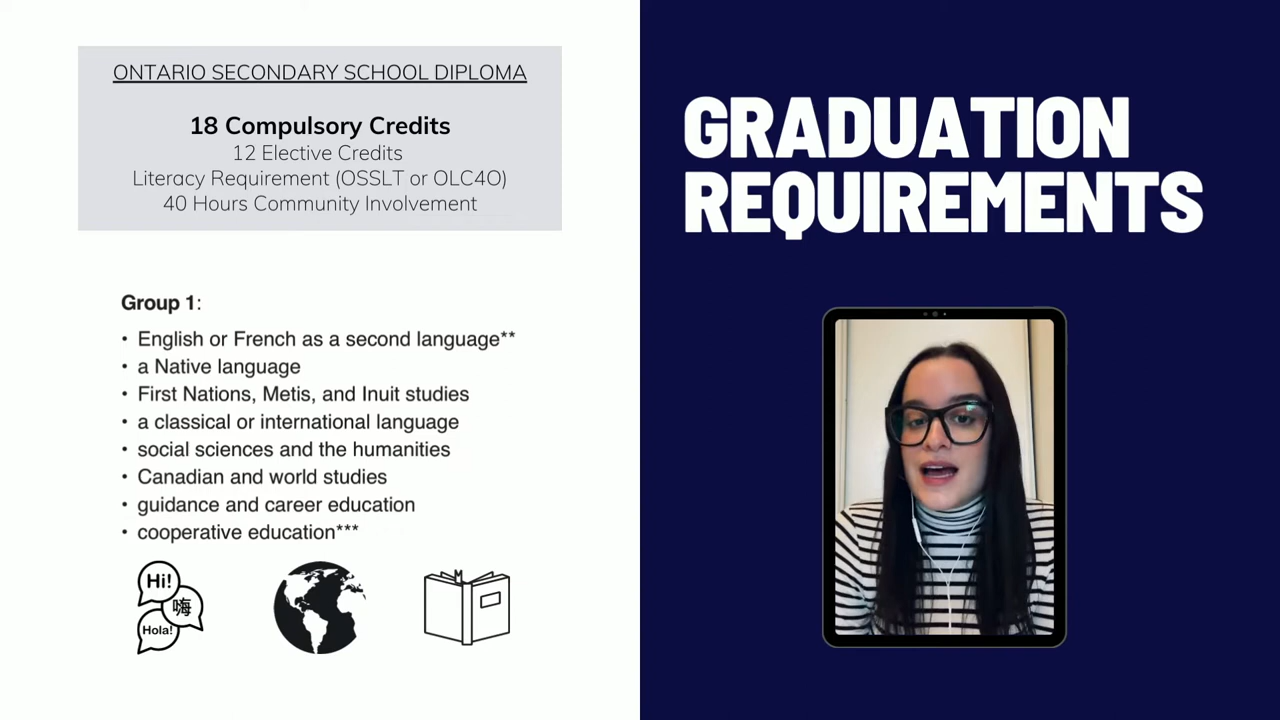 ONTARIO SECONDARY SCHOOL DIPLOMA
18 Compulsory Credits
12 Elective Credits
Literacy Requirement (OSSLT or OLC4O)
40 Hours Community Involvement
Group 1:
• English or French as a second language**
• a Native language
• First Nations, Metis, and Inuit studies
• a classical or international language
• social sciences and the humanities
• Canadian and world studies
• guidance and career education
• cooperative education***
Hi!
嗨
Hola!
GRADUATION
REQUIREMENTS